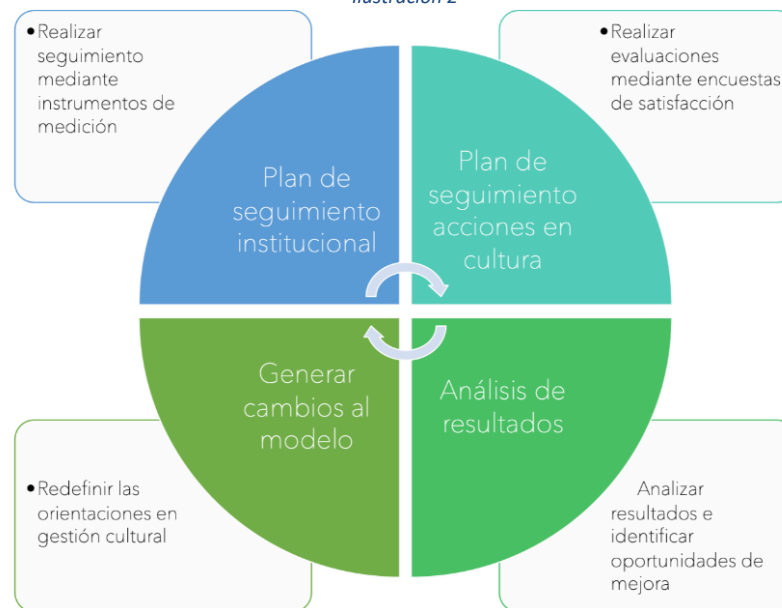 Ilustración 2
• Realizar
seguimiento
mediante
instrumentos de
medición
• Realizar
evaluaciones
mediante encuestas
de satisfacción
Plan de
seguimiento
institucional
Plan de
seguimiento
acciones en
cultura
Generar
cambios al
modelo
Análisis de
resultados
• Redefinir las
orientaciones en
gestión cultural
Analizar
resultados e
identificar
oportunidades de
mejora